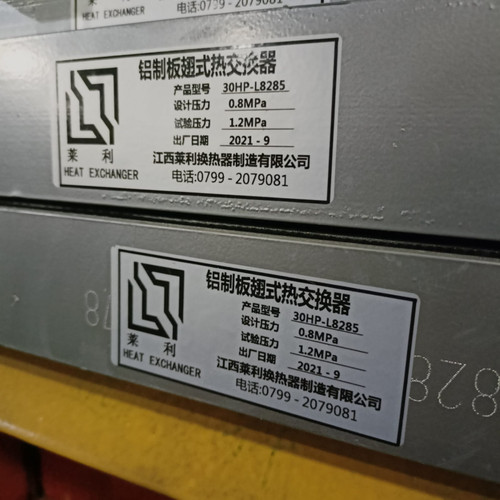 莱 利
HEAT EXCHANGER
电话:0799 - 2079081
铝制板翅式热交换器
产品型号 30HP-L8285
设计压力 0.8MPa
试验压力 1.2MPa
出厂日期 2021 - 9
江西莱利换热器制造有限公司
电话:0799 - 2079081
莱 利
HEAT EXCHANGER
铝制板翅式热交换器
产品型号 30HP-L8285
设计压力 0.8MPa
试验压力 1.2MPa
出厂日期 2021 - 9
江西莱利换热器制造有限公司
电话:0799 - 2079081
莱 利
HEAT EXCHANGER
828